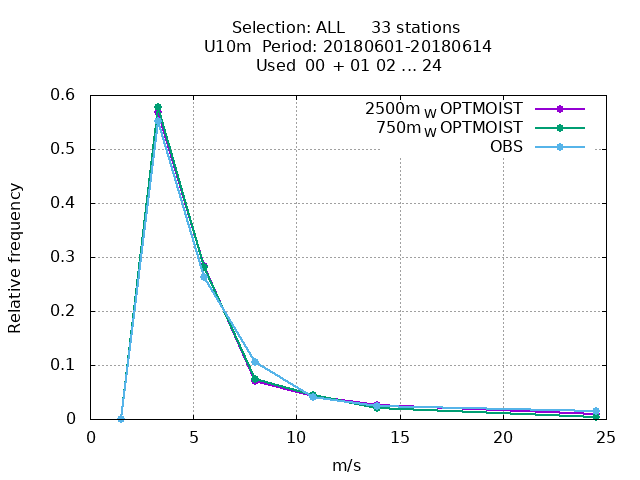 Selection: ALL     33 stations
U10m  Period: 20180601-20180614
Used  00 + 01 02 ... 24
2500m W OPTMOIST
750m W OPTMOIST
OBS
0.6
0.5
0.4
0.3
0.2
0.1
0
Relative frequency
0 5 10 15 20 25
m/s